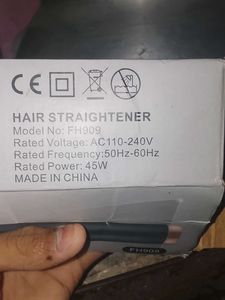 CE
HAIR STRAIGHTENER
Model No: FH909
Rated Voltage: AC110-240V
Rated Frequency:50Hz-60Hz
Rated Power: 45W
MADE IN CHINA
FH909